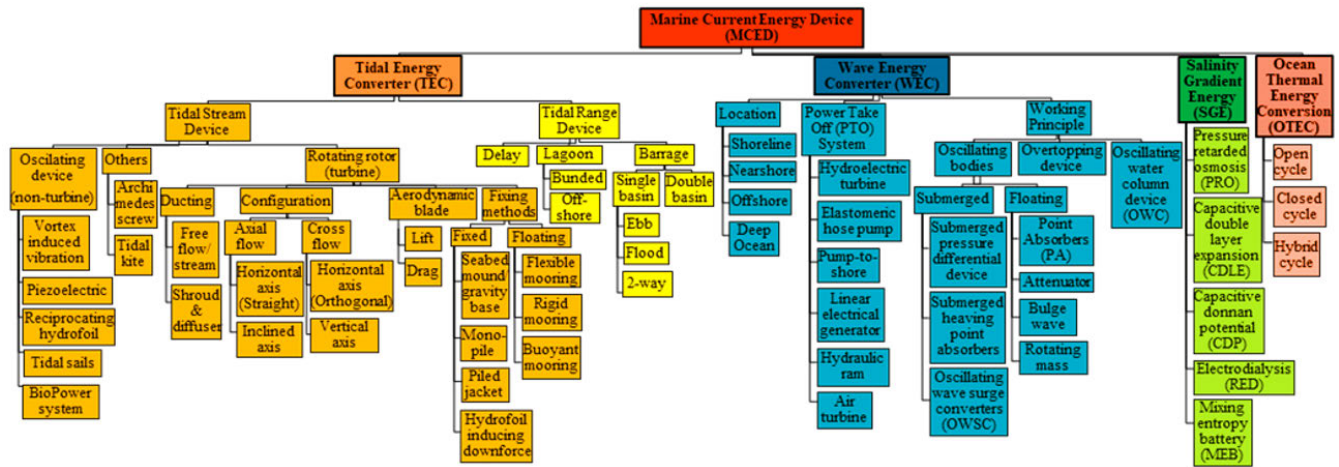 Marine Current Energy Device
(MCED)
Tidal Energy
Converter (TEC)
Wave Energy
Converter (WEC)
Salinity
Gradient
Energy
(SGE)
Ocean
Thermal
Energy
Conversion
(OTEC)
Tidal Stream
Device
Tidal Range
Device
Location
Power Take
Off (PTO)
System
Working
Principle
Oscilating
device
(non-turbine)
Others
Rotating rotor
(turbine)
Delay
Lagoon
Barrage
Bunded
Off-
shore
Single
basin
Double
basin
Ebb
Flood
2-way
Vortex
induced
vibration
Piezoelectric
Reciprocating
hydrofoil
Tidal sails
BioPower
system
Archi
medes
screw
Tidal
kite
Ducting
Configuration
Aerodynamic
blade
Fixing
methods
Free
flow/
stream
Shroud
&
diffuser
Axial
flow
Cross
flow
Horizontal
axis
(Straight)
Inclined
axis
Horizontal
axis
(Orthogonal)
Vertical
axis
Lift
Drag
Fixed
Floating
Seabed
mound/
gravity
base
Mono-
pile
Piled
jacket
Hydrofoil
inducing
downforce
Flexible
mooring
Rigid
mooring
Buoyant
mooring
Shoreline
Nearshore
Offshore
Deep
Ocean
Hydroelectric
turbine
Elastomeric
hose pump
Pump-to-
shore
Linear
electrical
generator
Hydraulic
ram
Air
turbine
Oscillating
bodies
Overtopping
device
Oscillating
water
column
device
(OWC)
Submerged
Floating
Submerged
pressure
differential
device
Submerged
heaving
point
absorbers
Oscillating
wave surge
converters
(OWSC)
Point
Absorbers
(PA)
Attenuator
Bulge
wave
Rotating
mass
Pressure
retarded
osmosis
(PRO)
Capacitive
double
layer
expansion
(CDLE)
Capacitive
donnan
potential
(CDP)
Electrodialysis
(RED)
Mixing
entropy
battery
(MEB)
Open
cycle
Closed
cycle
Hybrid
cycle